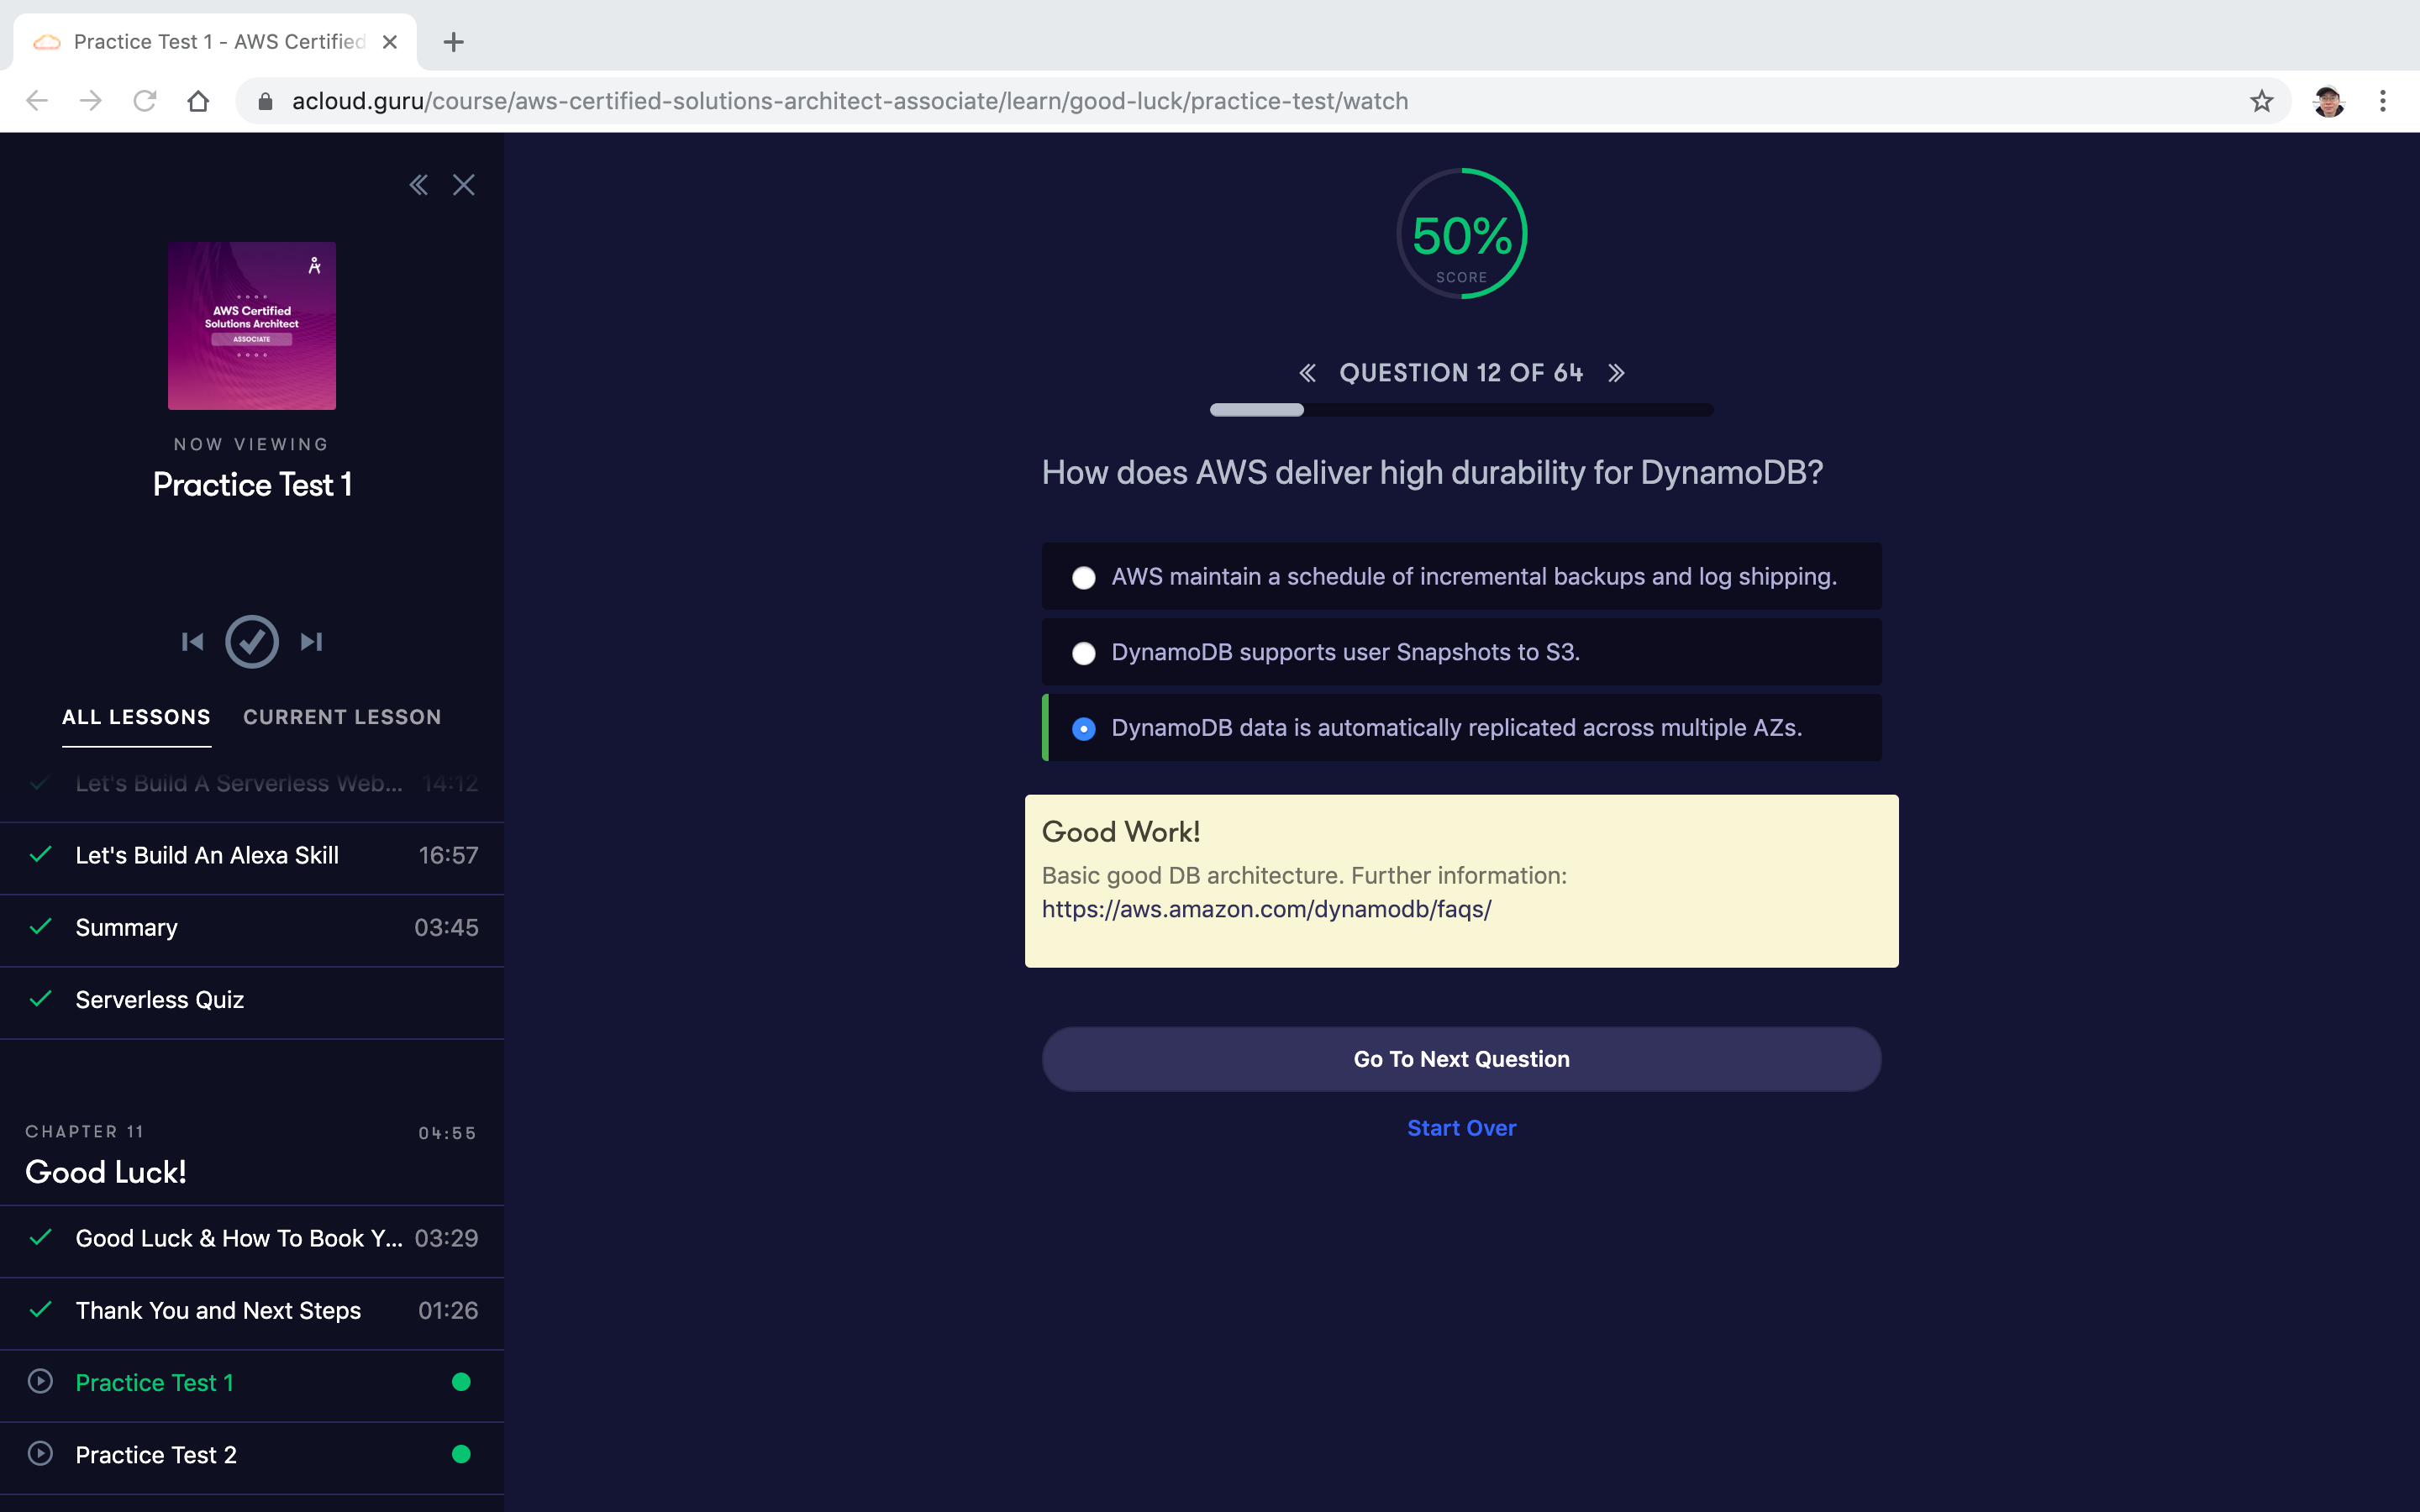 Practice Test 1 - AWS Certified
acloud.guru/course/aws-certified-solutions-architect-associate/learn/good-luck/practice-test/watch
AWS Certified
Solutions Architect
ASSOCIATE
NOW VIEWING
Practice Test 1
ALL LESSONS
CURRENT LESSON
Let's Build A Serverless Web... 14:12
Let's Build An Alexa Skill 16:57
Summary 03:45
Serverless Quiz
CHAPTER 11 04:55
Good Luck!
Good Luck & How To Book Y... 03:29
Thank You and Next Steps 01:26
Practice Test 1
Practice Test 2
50%
SCORE
QUESTION 12 OF 64
How does AWS deliver high durability for DynamoDB?
AWS maintain a schedule of incremental backups and log shipping.
DynamoDB supports user Snapshots to S3.
DynamoDB data is automatically replicated across multiple AZs.
Good Work!
Basic good DB architecture. Further information:
https://aws.amazon.com/dynamodb/faqs/
Go To Next Question
Start Over